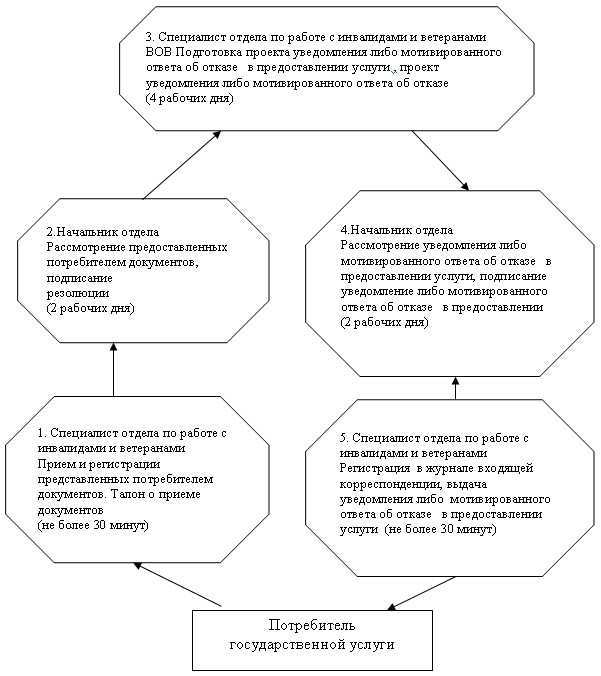 3. Специалист отдела по работе с инвалидами и ветеранами
ВОВ Подготовка проекта уведомления либо мотивированного
ответа об отказе в предоставлении услуги., проект
уведомления либо мотивированного ответа об отказе
(4 рабочих дня)
2.Начальник отдела
Рассмотрение предоставленных
потребителем документов,
подписание
резолюции
(2 рабочих дня)
4.Начальник отдела
Рассмотрение уведомления либо
мотивированного ответа об отказе в
предоставлении услуги, подписание
уведомление либо мотивированного
ответа об отказе в предоставлении
(2 рабочих дня)
1. Специалист отдела по работе с
инвалидами и ветеранами
Прием и регистрации
представленных потребителем
документов. Талон о приеме
документов
(не более 30 минут)
5. Специалист отдела по работе с
инвалидами и ветеранами
Регистрация в журнале входящей
корреспонденции, выдача
уведомления либо мотивированного
ответа об отказе в предоставлении
услуги (не более 30 минут)
Потребитель
государственной услуги